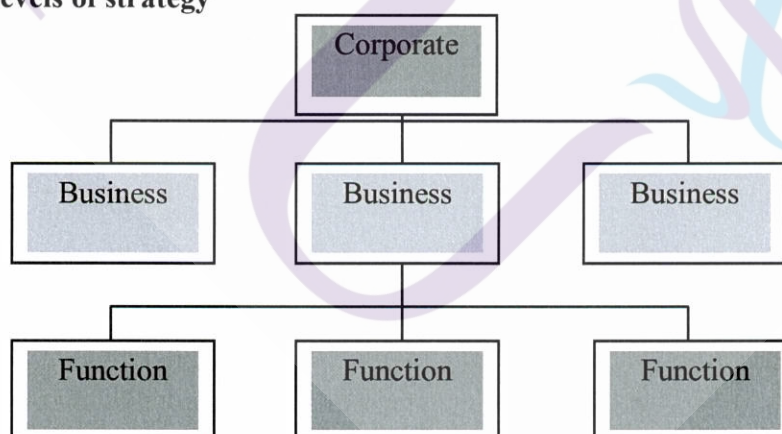 evels of strategy
Corporate
Business Business Business
Function Function Function